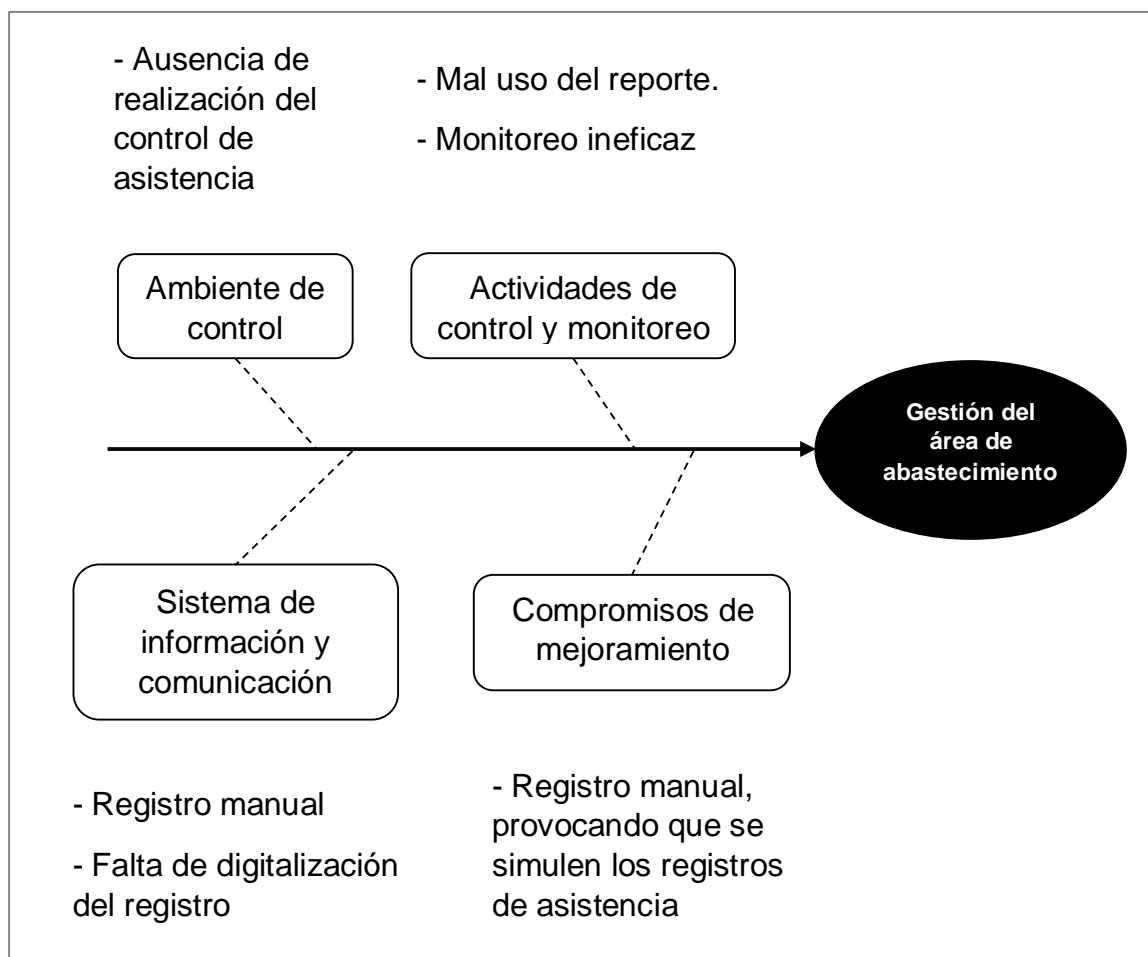 - Ausencia de
realización del
control de
asistencia
- Mal uso del reporte.
- Monitoreo ineficaz
Ambiente de
control
Actividades de
control y monitoreo
Gestión del
área de
abastecimiento
Sistema de
información y
comunicación
Compromisos de
mejoramiento
- Registro manual
- Falta de digitalización
del registro
- Registro manual,
provocando que se
simulen los registros
de asistencia